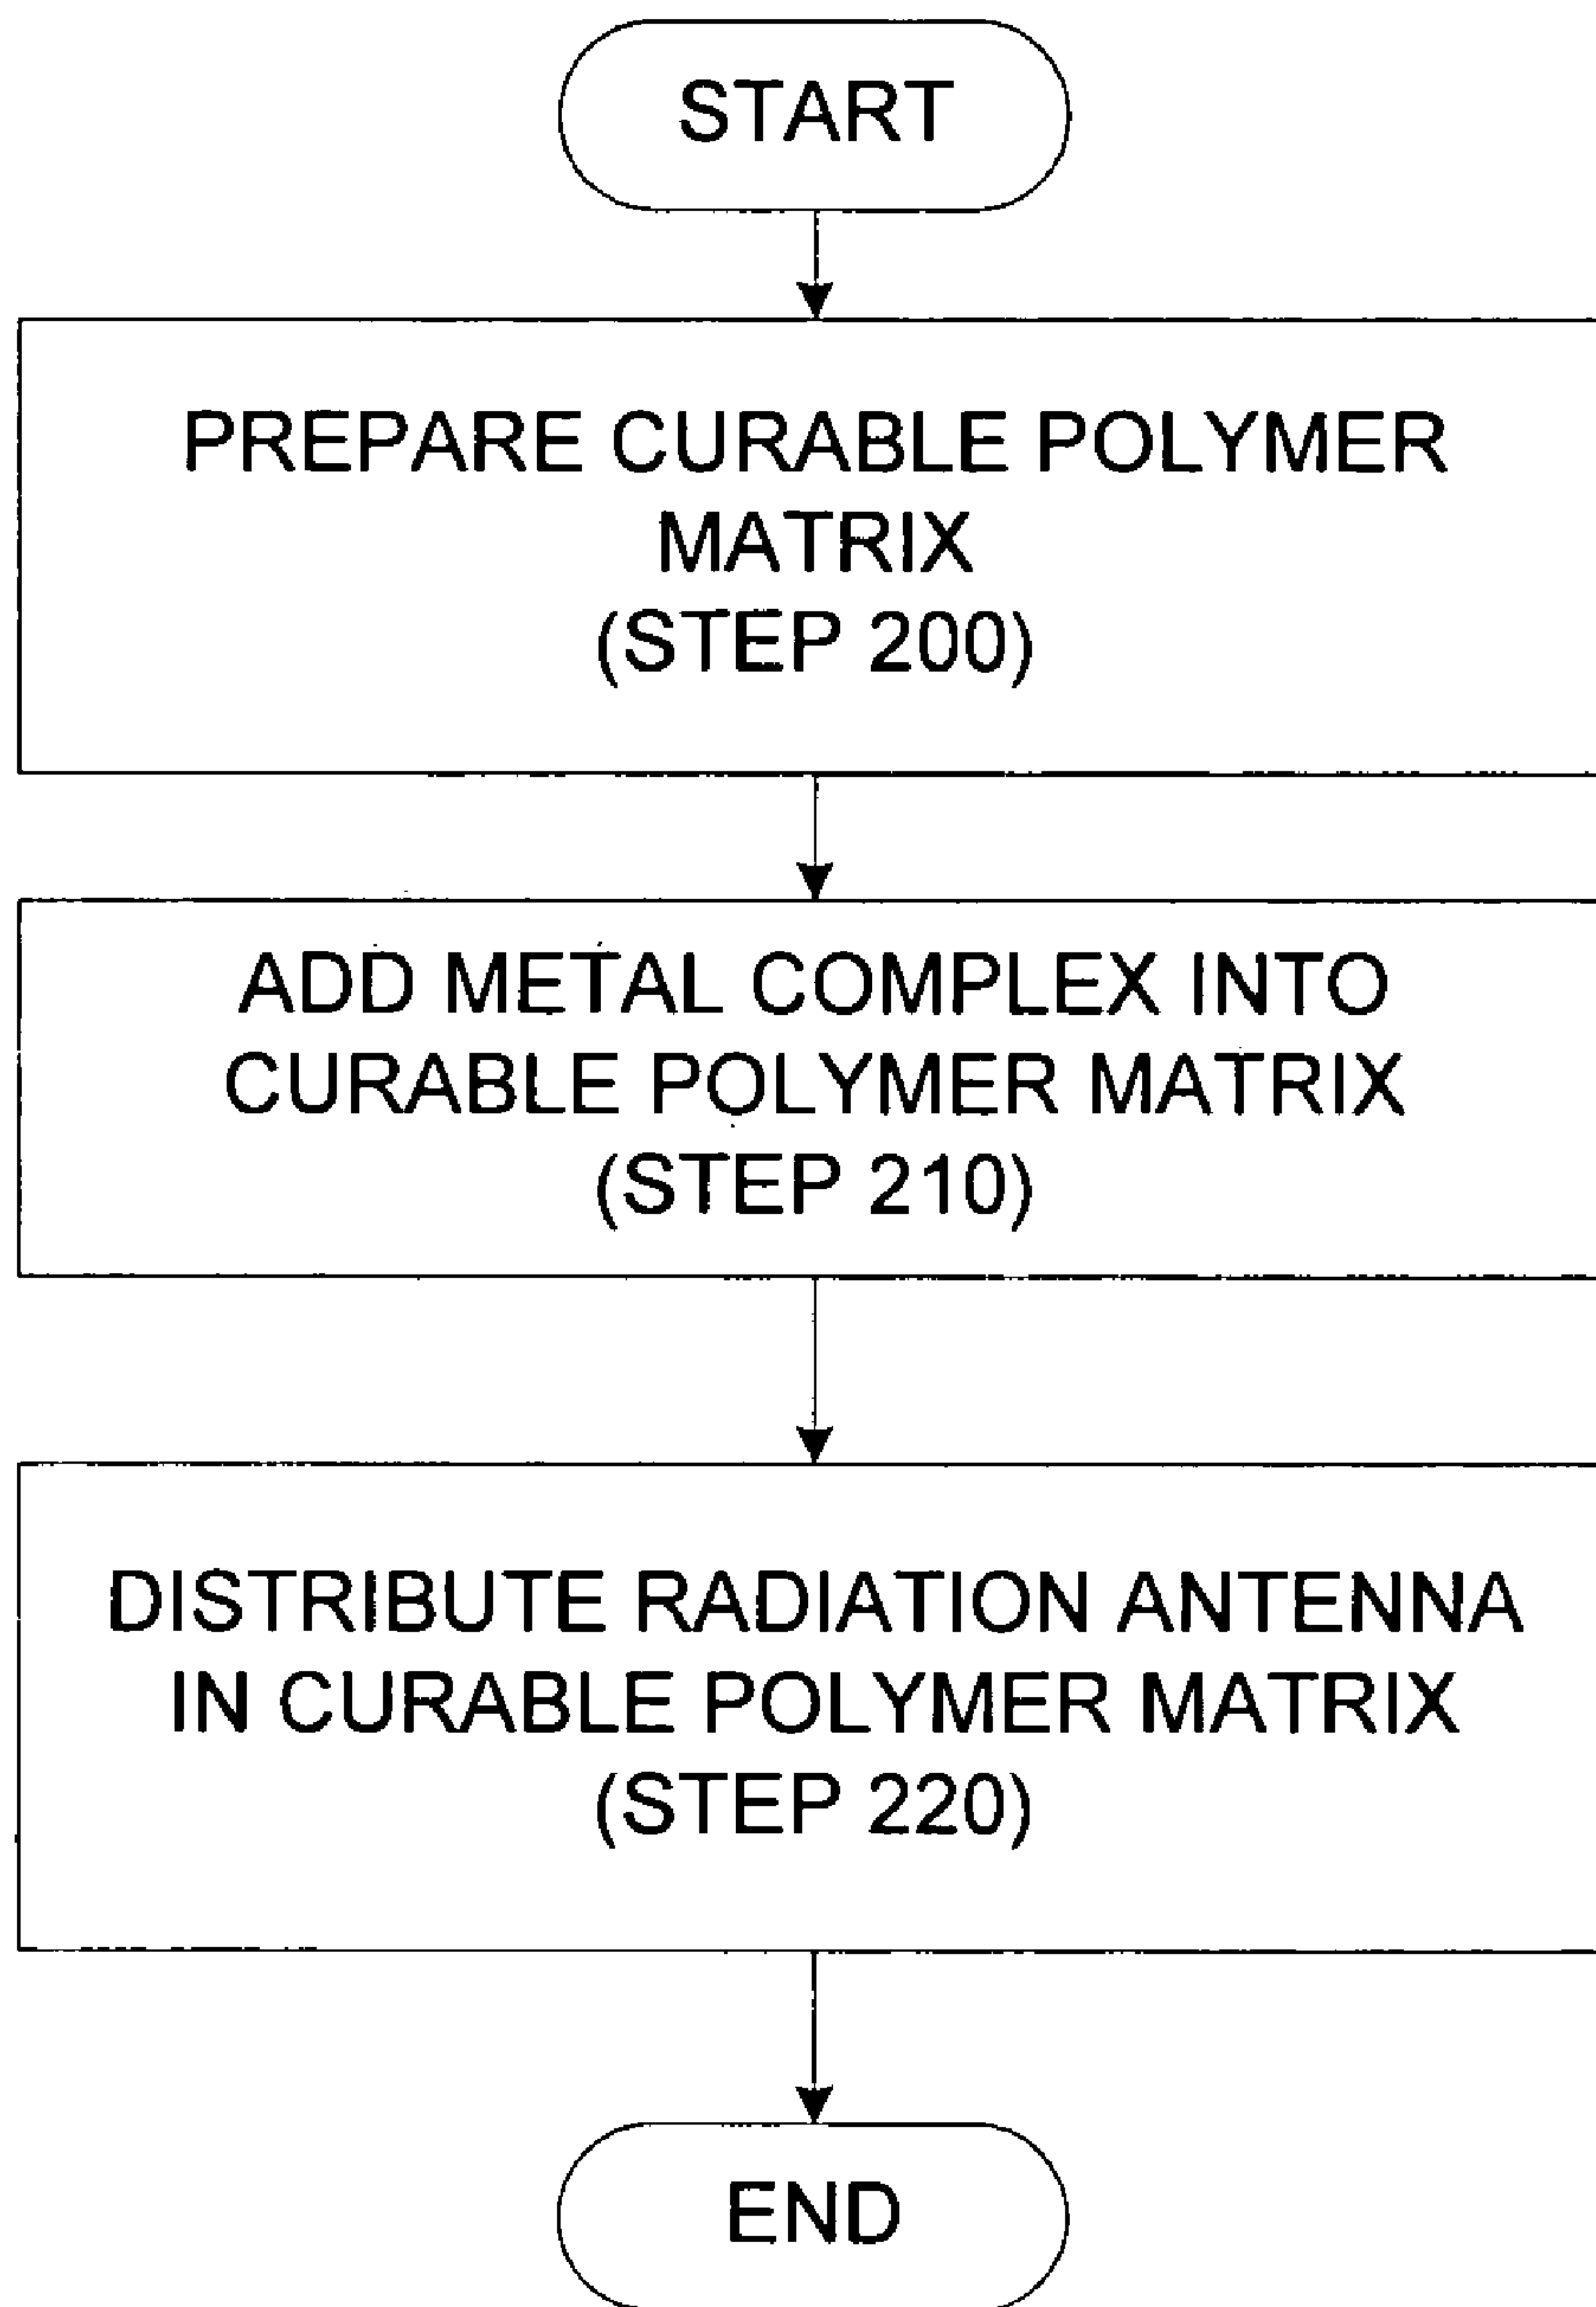 START
PREPARE CURABLE POLYMER
MATRIX
(STEP 200)
ADD METAL COMPLEX INTO
CURABLE POLYMER MATRIX
(STEP 210)
DISTRIBUTE RADIATION ANTENNA
IN CURABLE POLYMER MATRIX
(STEP 220)
END